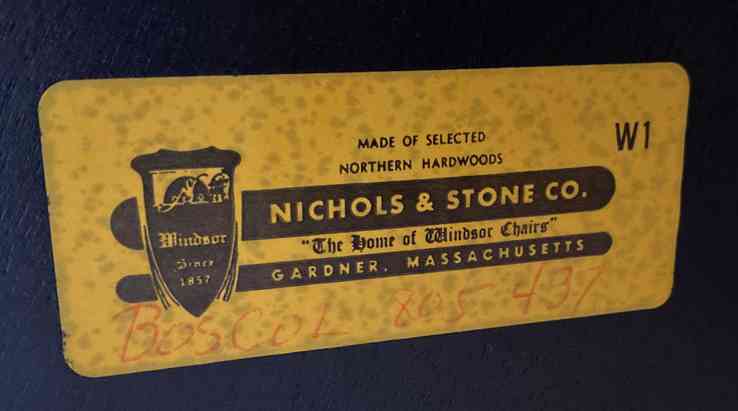 MADE OF SELECTED
NORTHERN HARDWOODS
W1
NICHOLS & STONE CO.
"The Home of Windsor Chairs"
GARDNER, MASSACHUSETTS
Windsor
Since
1857
BOSCOL 805 437